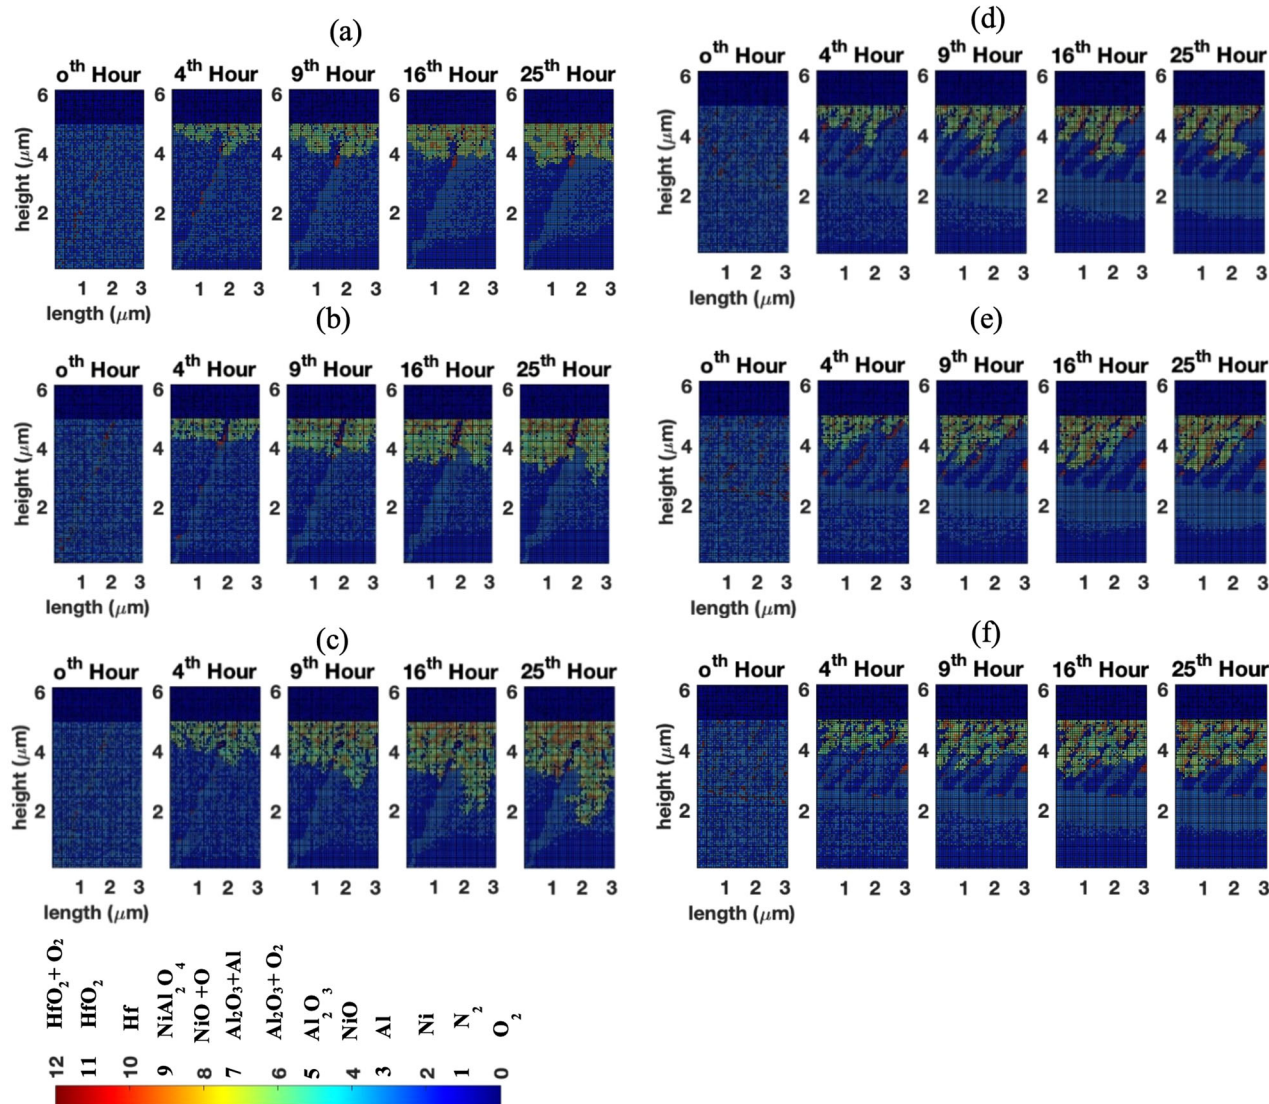 (a)
0th Hour 4th Hour 9th Hour 16th Hour 25th Hour
6 6 6 6 6
4 4 4 4 4
2 2 2 2 2
height (μm)
1 2 3 1 2 3 1 2 3 1 2 3 1 2 3
length (μm)
(b)
0th Hour 4th Hour 9th Hour 16th Hour 25th Hour
6 6 6 6 6
4 4 4 4 4
2 2 2 2 2
height (μm)
1 2 3 1 2 3 1 2 3 1 2 3 1 2 3
length (μm)
(c)
0th Hour 4th Hour 9th Hour 16th Hour 25th Hour
6 6 6 6 6
4 4 4 4 4
2 2 2 2 2
height (μm)
1 2 3 1 2 3 1 2 3 1 2 3 1 2 3
length (μm)
(d)
0th Hour 4th Hour 9th Hour 16th Hour 25th Hour
6 6 6 6 6
4 4 4 4 4
2 2 2 2 2
height (μm)
1 2 3 1 2 3 1 2 3 1 2 3 1 2 3
length (μm)
(e)
0th Hour 4th Hour 9th Hour 16th Hour 25th Hour
6 6 6 6 6
4 4 4 4 4
2 2 2 2 2
height (μm)
1 2 3 1 2 3 1 2 3 1 2 3 1 2 3
length (μm)
(f)
0th Hour 4th Hour 9th Hour 16th Hour 25th Hour
6 6 6 6 6
4 4 4 4 4
2 2 2 2 2
height (μm)
1 2 3 1 2 3 1 2 3 1 2 3 1 2 3
length (μm)
HfO2+ O2
HfO2
Hf
NiAl2O4
NiO +O
Al2O3+Al
Al2O3+ O2
Al2O3
NiO
Al
Ni
N2
O2
12 11 10 9 8 7 6 5 4 3 2 1 0